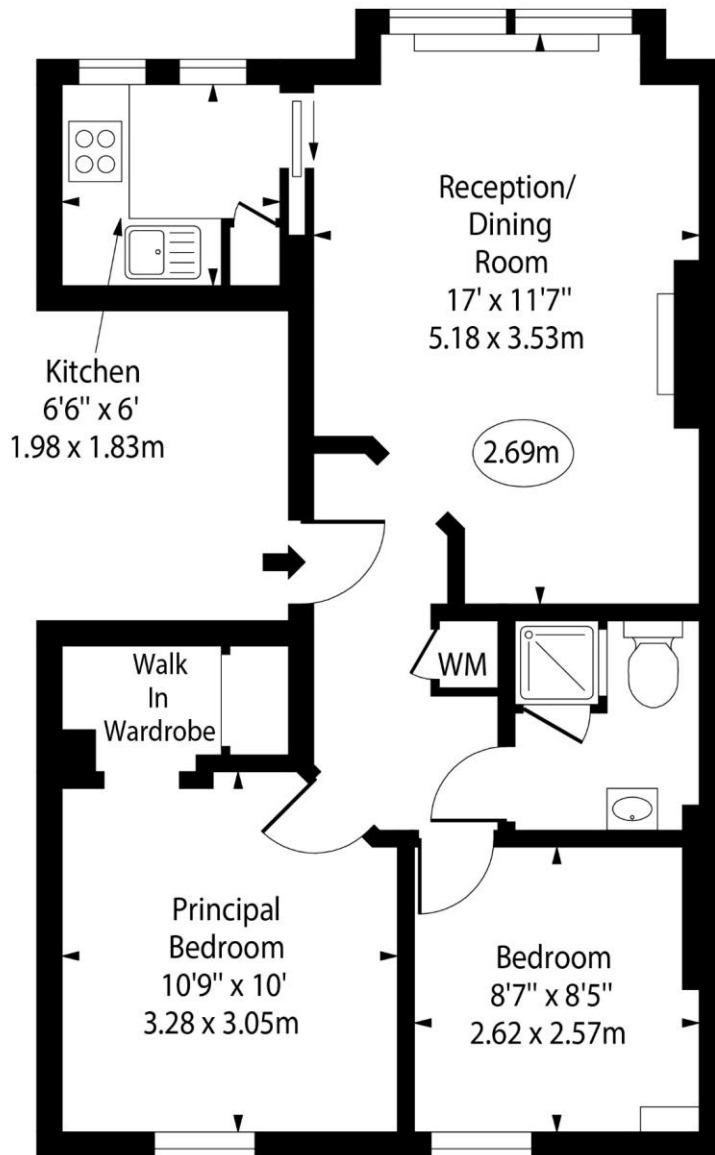 Reception/
Dining
Room
17' x 11'7"
5.18 x 3.53m
Kitchen
6'6" x 6'
1.98 x 1.83m
2.69m
Walk
In
Wardrobe
WM
Principal
Bedroom
10'9" x 10'
3.28 x 3.05m
Bedroom
8'7" x 8'5"
2.62 x 2.57m